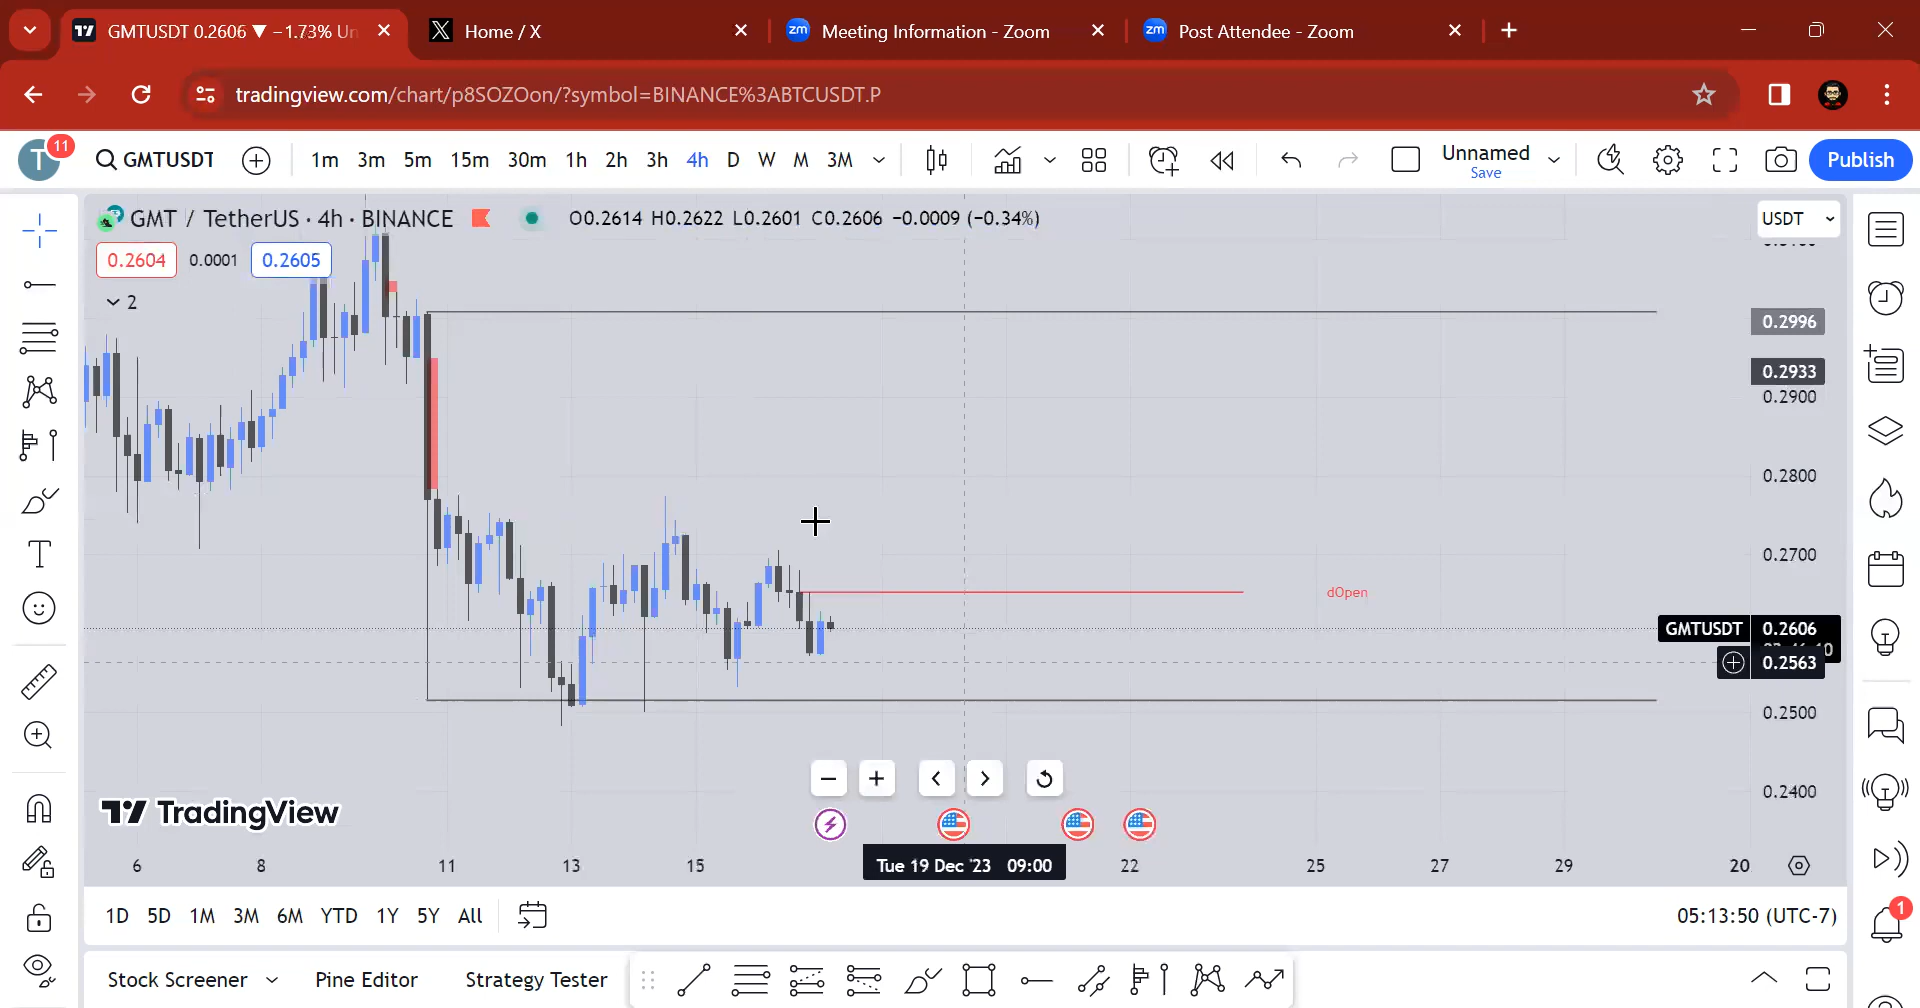 GMTUSDT 0.2606 ▼ −1.73% Un
Home / X
zm Meeting Information - Zoom
zm Post Attendee - Zoom
tradingview.com/chart/p8SOZOon/?symbol=BINANCE%3ABTCUSDT.P
T 11
GMTUSDT
1m 3m 5m 15m 30m 1h 2h 3h 4h D W M 3M
Unnamed
Save
Publish
GMT / TetherUS · 4h · BINANCE
O0.2614 H0.2622 L0.2601 C0.2606 −0.0009 (−0.34%)
USDT
0.2604 0.0001 0.2605
2
0.2996
0.2933
0.2900
0.2800
0.2700
dOpen
GMTUSDT 0.2606
0.2563
0.2500
0.2400
TradingView
6 8 11 13 15 Tue 19 Dec '23 09:00 22 25 27 29 20
1D 5D 1M 3M 6M YTD 1Y 5Y All
05:13:50 (UTC-7)
1
Stock Screener Pine Editor Strategy Tester